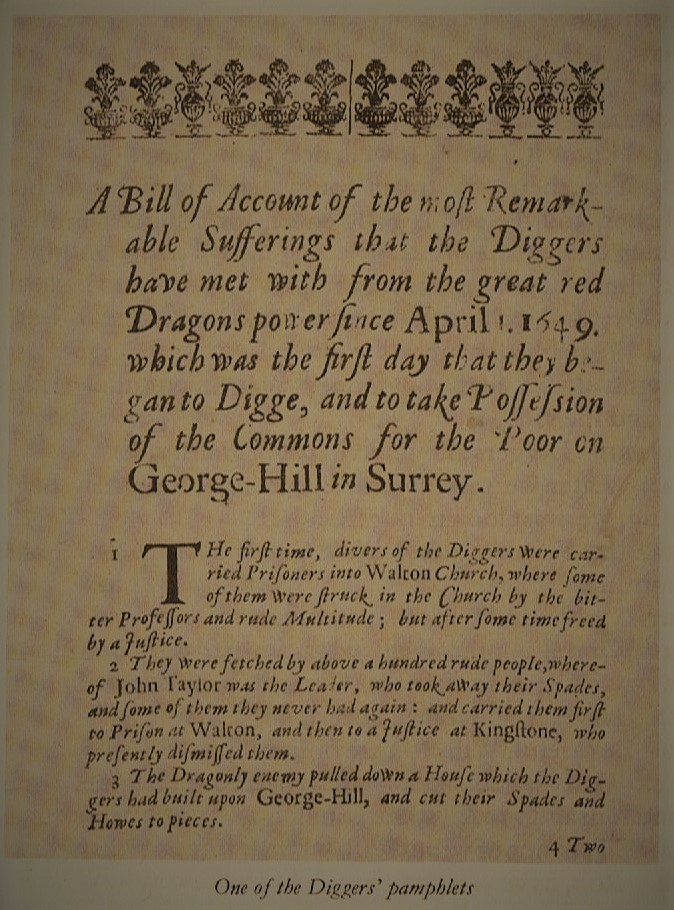 A Bill of Account of the moſt Remark-
able Sufferings that the Diggers
have met with from the great red
Dragons power ſince April 1. 1649.
which was the firſt day that they be-
gan to Digge, and to take Poſſeſsion
of the Commons for the Poor on
George-Hill in Surrey.
1 THe firſt time, divers of the Diggers were car-
ried Priſoners into Walton Church, where ſome
of them were ſtruck in the Church by the bit-
ter Profeſſors and rude Multitude ; but after ſome time freed
by a Juſtice.
2 They were fetched by above a hundred rude people, where-
of John Taylor was the Leader, who took away their Spades,
and ſome of them they never had again : and carried them firſt
to Priſon at Walton, and then to a Juſtice at Kingſtone, who
preſently diſmiſſed them.
3 The Dragonly enemy pulled down a Houſe which the Dig-
gers had built upon George-Hill, and cut their Spades and
Howes to pieces.
4 Two
One of the Diggers' pamphlets